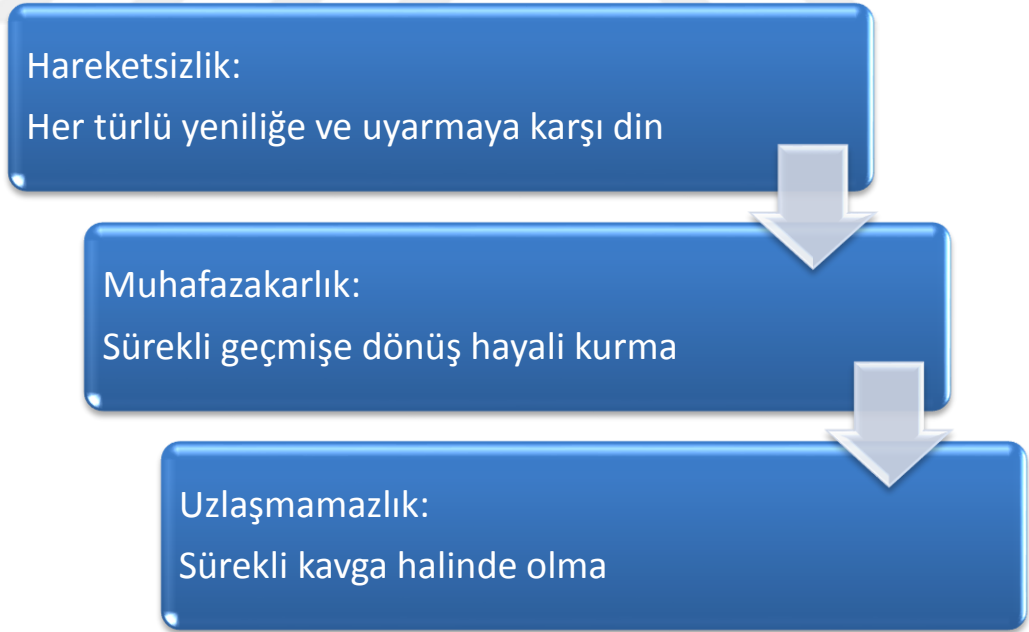 Hareketsizlik:
Her türlü yeniliğe ve uyarmaya karşı din
Muhafazakarlık:
Sürekli geçmişe dönüş hayali kurma
Uzlaşmamazlık:
Sürekli kavga halinde olma